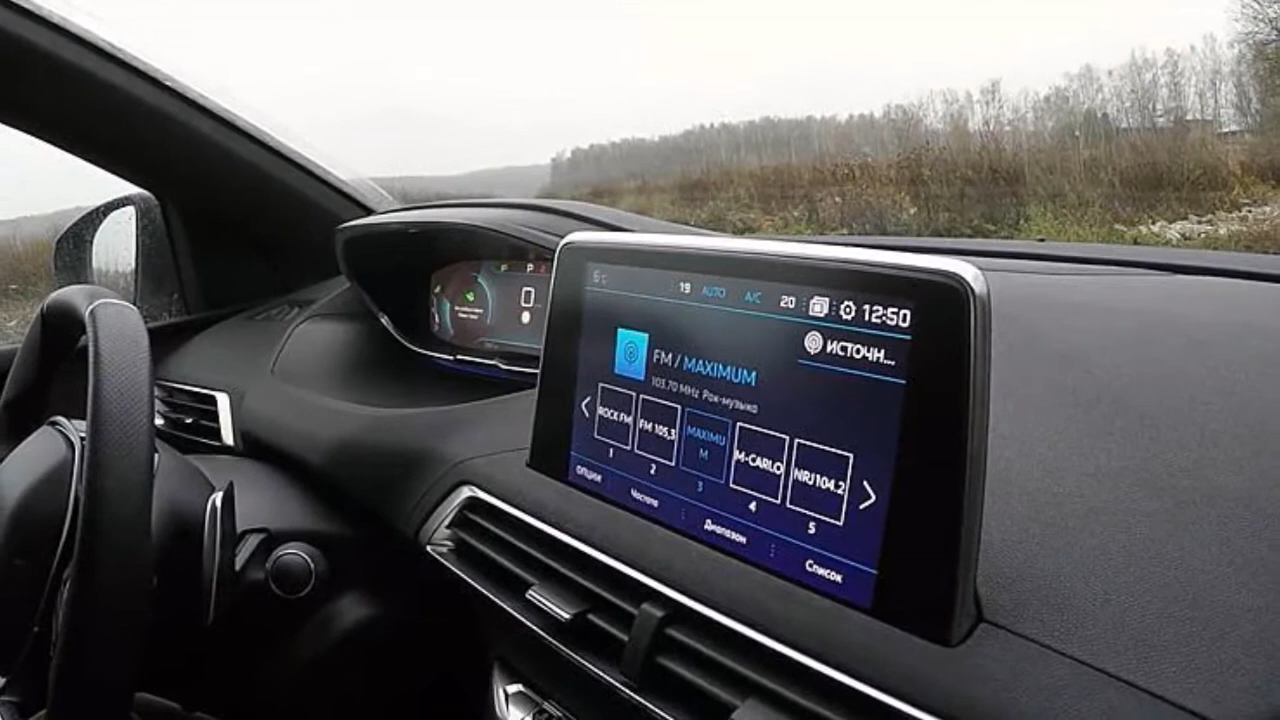 6°C 19 AUTO A/C 20 12:50
ИСТОЧН...
FM / MAXIMUM
103.70 MHz Рок-музыка
ROCK FM FM 105,3 MAXIMU M-CARLO NRJ104.2
M
1 2 3 4 5
ОПЦИИ Частота Диапазон Список
F P